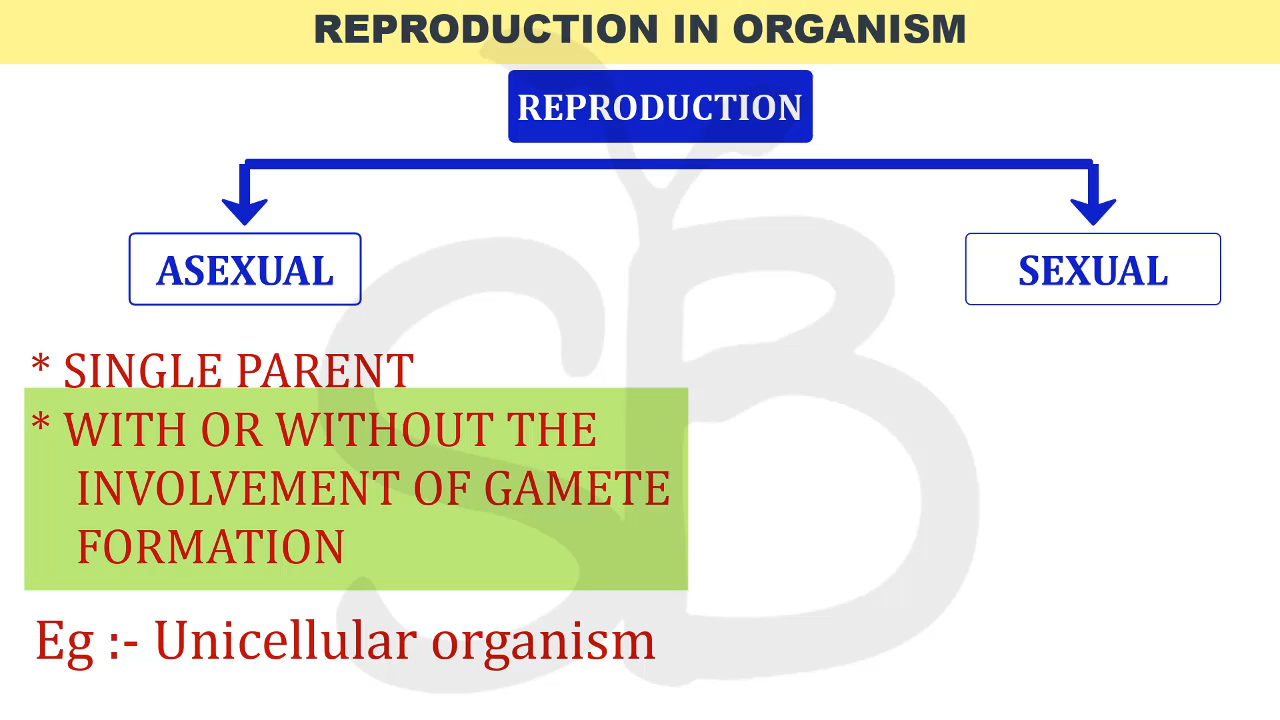 REPRODUCTION IN ORGANISM
REPRODUCTION
ASEXUAL
SEXUAL
* SINGLE PARENT
* WITH OR WITHOUT THE
INVOLVEMENT OF GAMETE
FORMATION
Eg :- Unicellular organism
SB